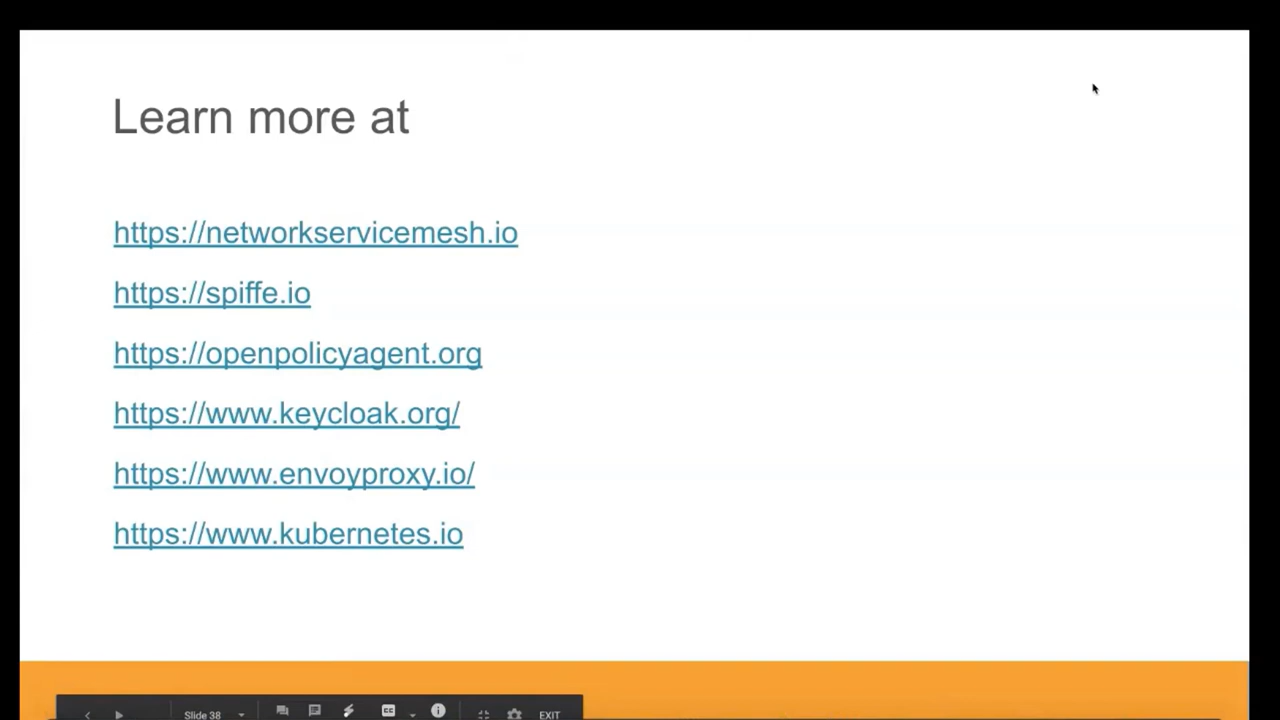 Learn more at
https://networkservicemesh.io
https://spiffe.io
https://openpolicyagent.org
https://www.keycloak.org/
https://www.envoyproxy.io/
https://www.kubernetes.io
Slide 38
CC
EXIT